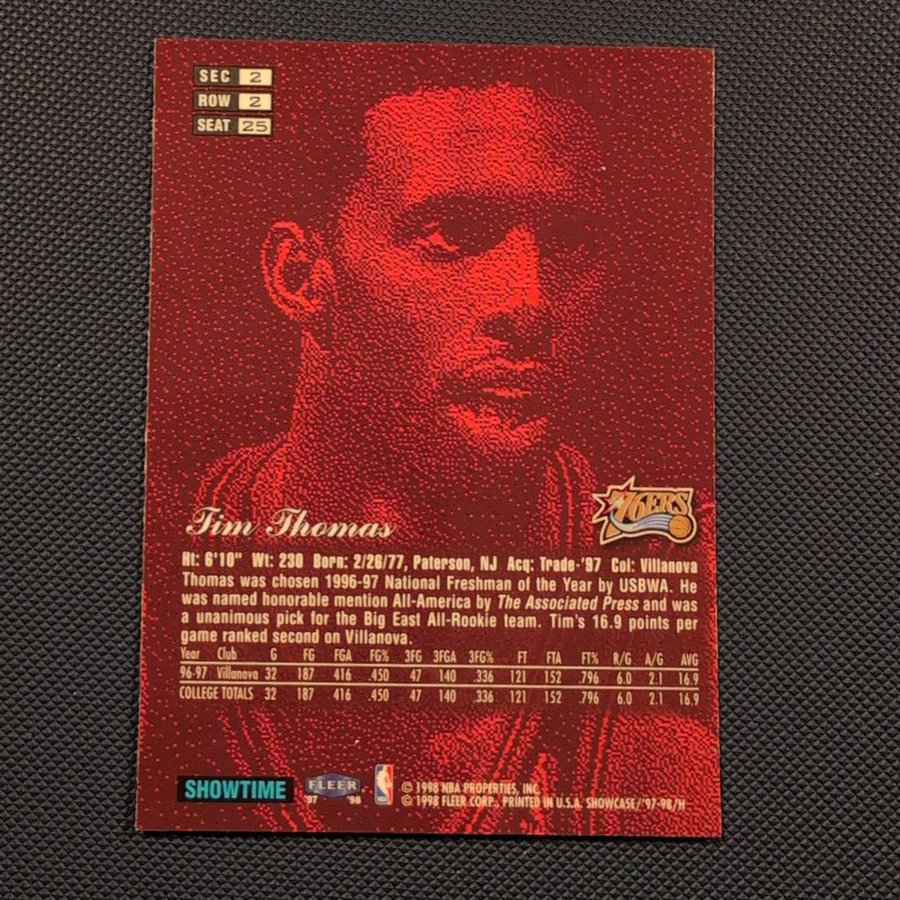 SEC 2
ROW 2
SEAT 25
76ERS
Tim Thomas
Ht: 6'10" Wt: 230 Born: 2/26/77, Paterson, NJ Acq: Trade-'97 Col: Villanova
Thomas was chosen 1996-97 National Freshman of the Year by USBWA. He
was named honorable mention All-America by The Associated Press and was
a unanimous pick for the Big East All-Rookie team. Tim's 16.9 points per
game ranked second on Villanova.
Year Club G FG FGA FG% 3FG 3FGA 3FG% FT FTA FT% R/G A/G AVG
96-97 Villanova 32 187 416 .450 47 140 .336 121 152 .796 6.0 2.1 16.9
COLLEGE TOTALS 32 187 416 .450 47 140 .336 121 152 .796 6.0 2.1 16.9
SHOWTIME
FLEER
'97 '98
NBA
© 1998 NBA PROPERTIES, INC.
© 1998 FLEER CORP., PRINTED IN U.S.A. SHOWCASE/'97-98/H